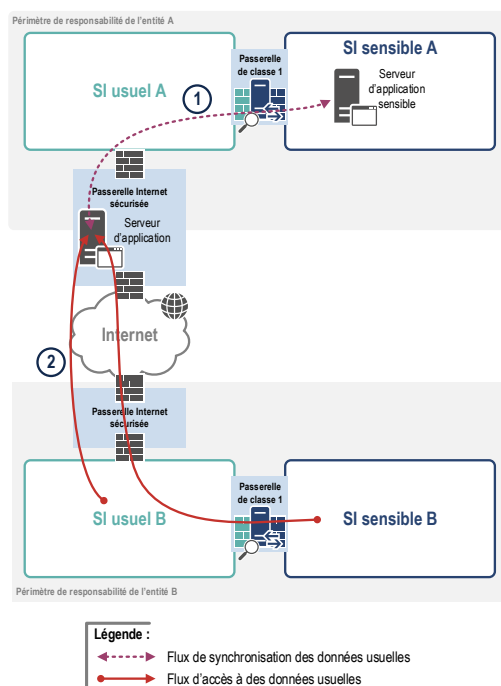 Périmètre de responsabilité de l'entité A
SI usuel A
Passerelle
de classe 1
SI sensible A
Serveur
d'application
sensible
1
Passerelle Internet
sécurisée
Serveur
d'application
Internet
2
Passerelle Internet
sécurisée
SI usuel B
Passerelle
de classe 1
SI sensible B
Périmètre de responsabilité de l'entité B
Légende :
Flux de synchronisation des données usuelles
Flux d'accès à des données usuelles